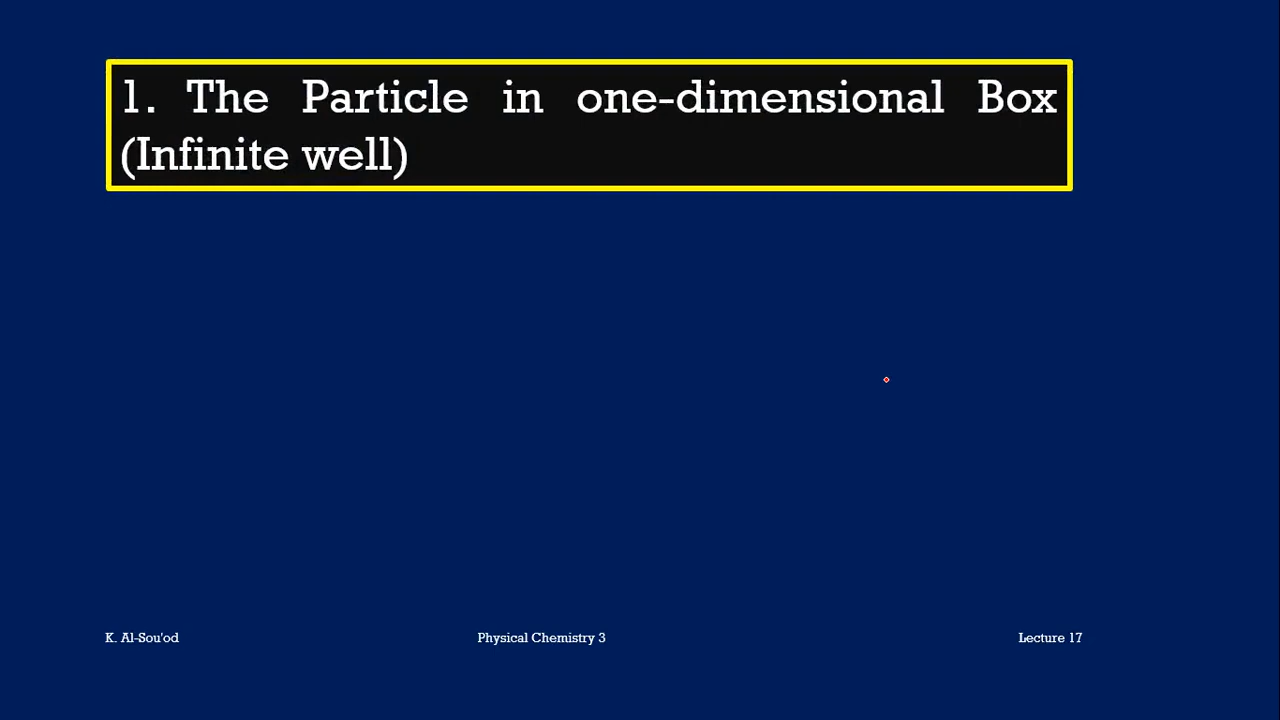 1. The Particle in one-dimensional Box
(Infinite well)
K. Al-Sou'od
Physical Chemistry 3
Lecture 17